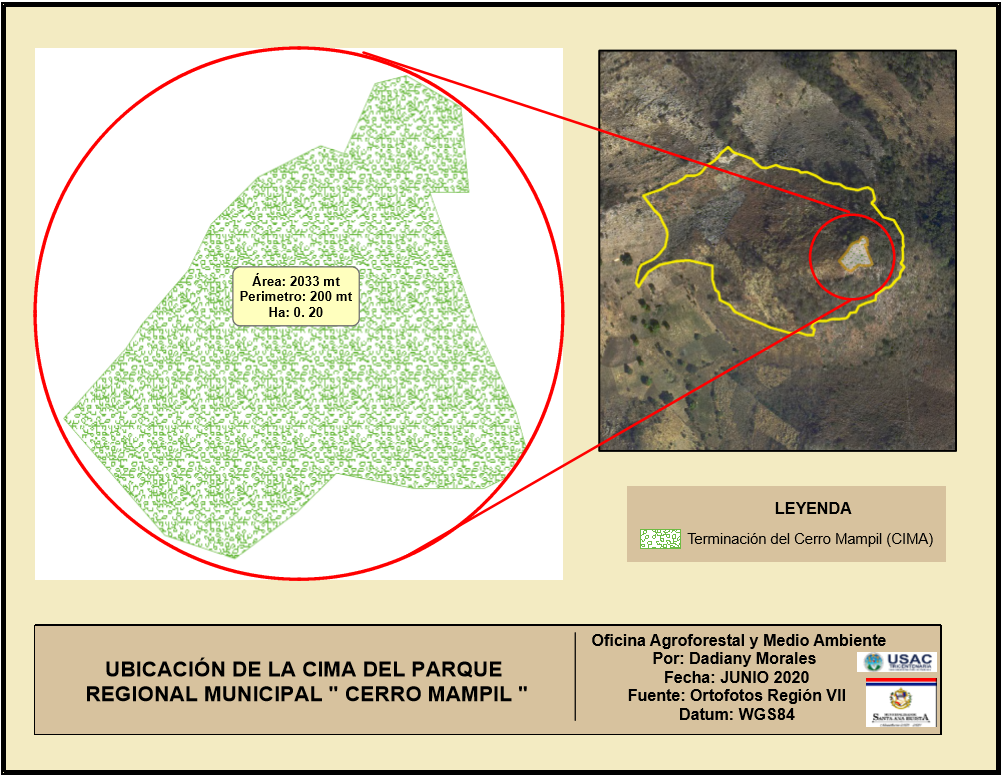 Área: 2033 mt
Perimetro: 200 mt
Ha: 0. 20
LEYENDA
Terminación del Cerro Mampil (CIMA)
UBICACIÓN DE LA CIMA DEL PARQUE
REGIONAL MUNICIPAL " CERRO MAMPIL "
Oficina Agroforestal y Medio Ambiente
Por: Dadiany Morales
Fecha: JUNIO 2020
Fuente: Ortofotos Región VII
Datum: WGS84
USAC
TRICENTENARIA
SANTA ANA HUISTA